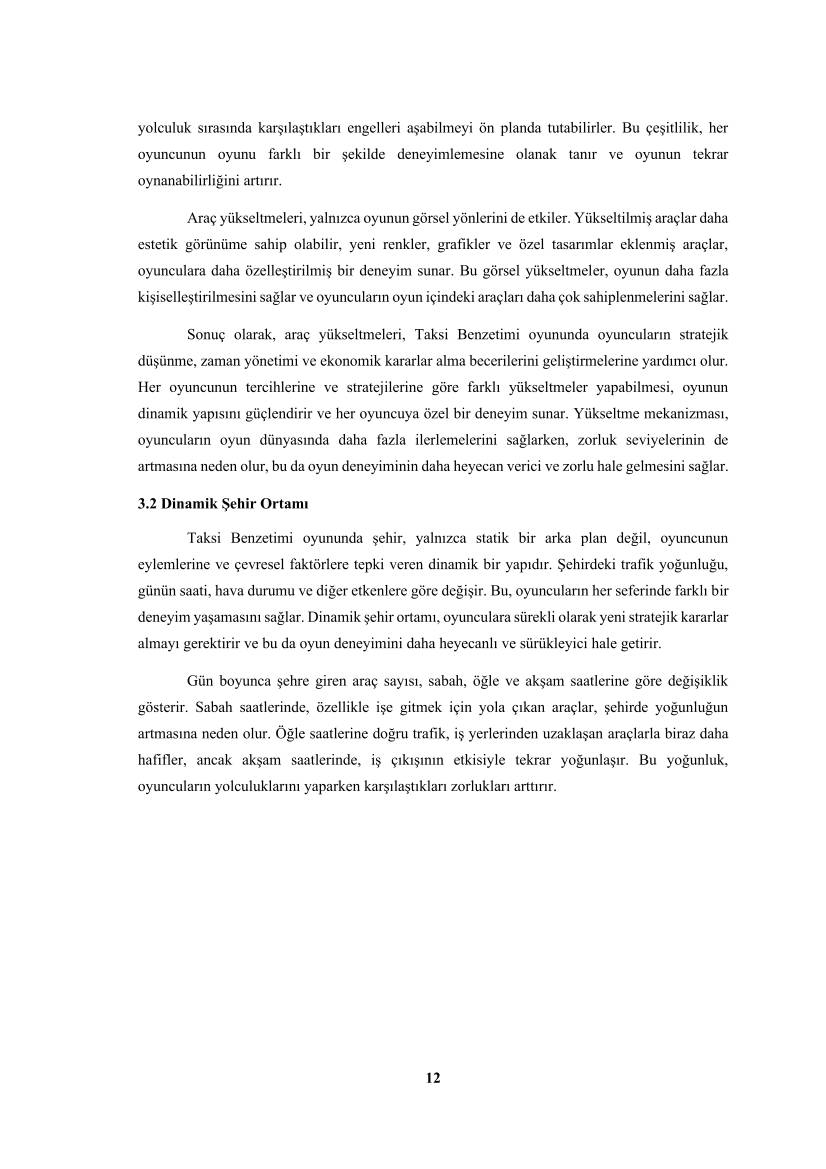 yolculuk sırasında karşılaştıkları engelleri aşabilmeyi ön planda tutabilirler. Bu çeşitlilik, her
oyuncunun oyunu farklı bir şekilde deneyimlemesine olanak tanır ve oyunun tekrar
oynanabilirliğini artırır.
Araç yükseltmeleri, yalnızca oyunun görsel yönlerini de etkiler. Yükseltilmiş araçlar daha
estetik görünüme sahip olabilir, yeni renkler, grafikler ve özel tasarımlar eklenmiş araçlar,
oyunculara daha özelleştirilmiş bir deneyim sunar. Bu görsel yükseltmeler, oyunun daha fazla
kişiselleştirilmesini sağlar ve oyuncuların oyun içindeki araçları daha çok sahiplenmelerini sağlar.
Sonuç olarak, araç yükseltmeleri, Taksi Benzetimi oyununda oyuncuların stratejik
düşünme, zaman yönetimi ve ekonomik kararlar alma becerilerini geliştirmelerine yardımcı olur.
Her oyuncunun tercihlerine ve stratejilerine göre farklı yükseltmeler yapabilmesi, oyunun
dinamik yapısını güçlendirir ve her oyuncuya özel bir deneyim sunar. Yükseltme mekanizması,
oyuncuların oyun dünyasında daha fazla ilerlemelerini sağlarken, zorluk seviyelerinin de
artmasına neden olur, bu da oyun deneyiminin daha heyecan verici ve zorlu hale gelmesini sağlar.
3.2 Dinamik Şehir Ortamı
Taksi Benzetimi oyununda şehir, yalnızca statik bir arka plan değil, oyuncunun
eylemlerine ve çevresel faktörlere tepki veren dinamik bir yapıdır. Şehirdeki trafik yoğunluğu,
günün saati, hava durumu ve diğer etkenlere göre değişir. Bu, oyuncuların her seferinde farklı bir
deneyim yaşamasını sağlar. Dinamik şehir ortamı, oyunculara sürekli olarak yeni stratejik kararlar
almayı gerektirir ve bu da oyun deneyimini daha heyecanlı ve sürükleyici hale getirir.
Gün boyunca şehre giren araç sayısı, sabah, öğle ve akşam saatlerine göre değişiklik
gösterir. Sabah saatlerinde, özellikle işe gitmek için yola çıkan araçlar, şehirde yoğunluğun
artmasına neden olur. Öğle saatlerine doğru trafik, iş yerlerinden uzaklaşan araçlarla biraz daha
hafifler, ancak akşam saatlerinde, iş çıkışının etkisiyle tekrar yoğunlaşır. Bu yoğunluk,
oyuncuların yolculuklarını yaparken karşılaştıkları zorlukları arttırır.
12